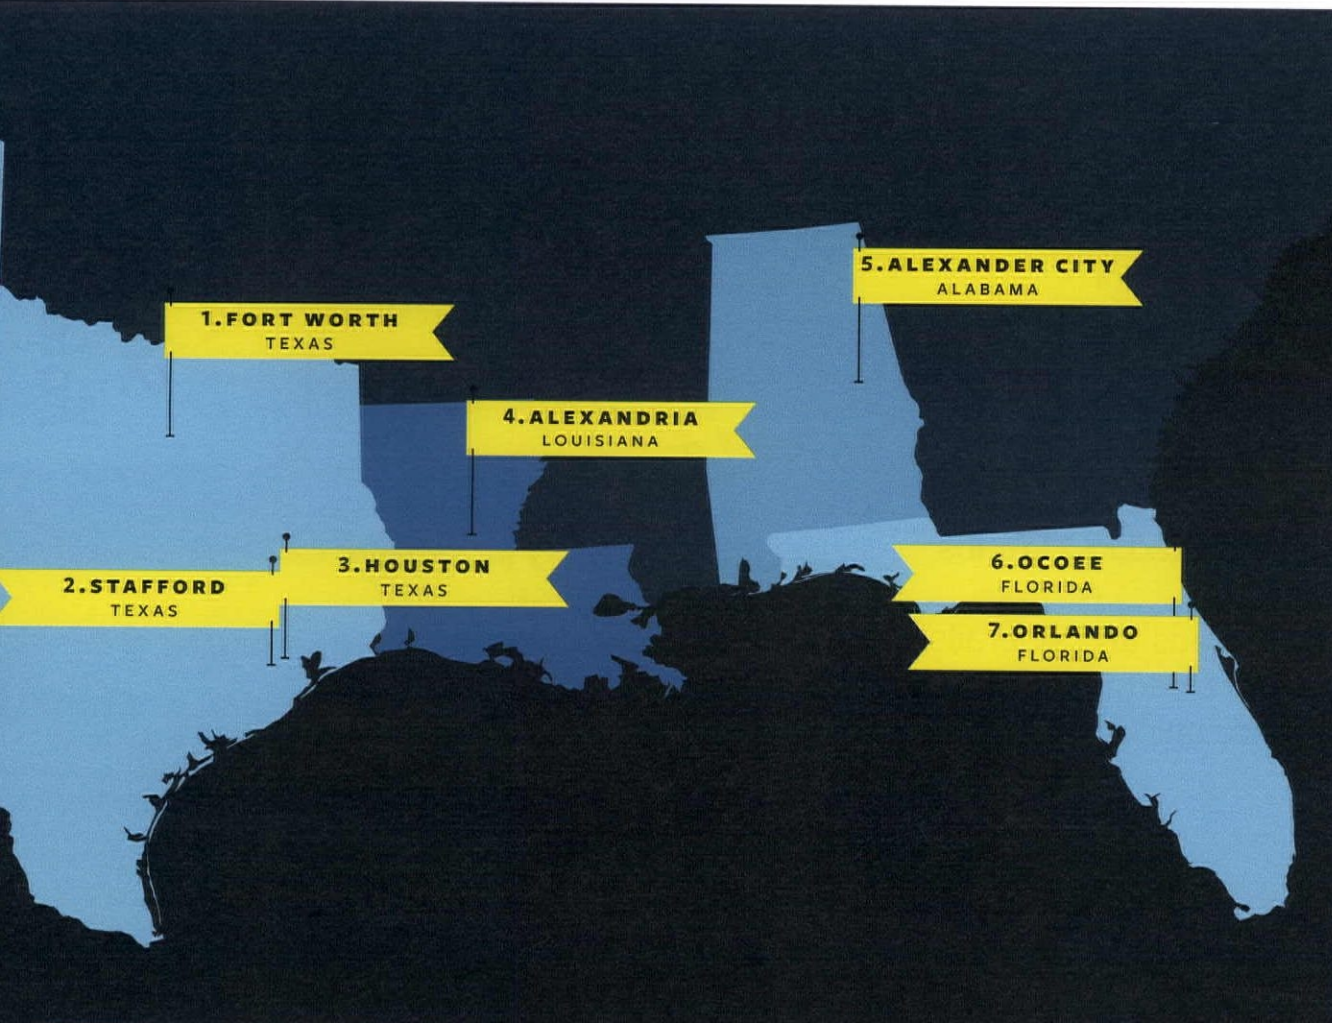 1.FORT WORTH
TEXAS
2.STAFFORD
TEXAS
3.HOUSTON
TEXAS
4.ALEXANDRIA
LOUISIANA
5.ALEXANDER CITY
ALABAMA
6.OCOEE
FLORIDA
7.ORLANDO
FLORIDA